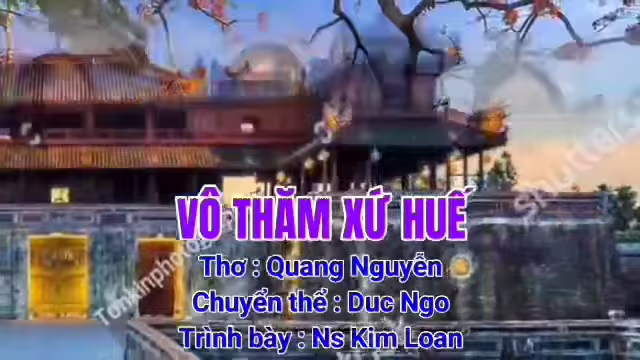 VÔ THĂM XỨ HUẾ
Thơ : Quang Nguyễn
Chuyển thể : Duc Ngo
Trình bày : Ns Kim Loan